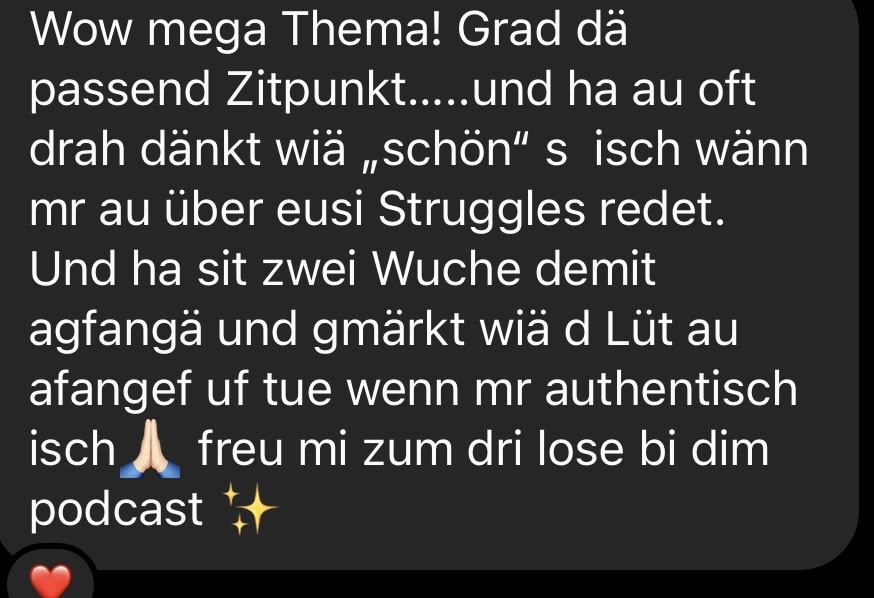 Wow mega Thema! Grad dä
passend Zitpunkt.....und ha au oft
drah dänkt wiä „schön“ s  isch wänn
mr au über eusi Struggles redet.
Und ha sit zwei Wuche demit
agfangä und gmärkt wiä d Lüt au
afangef uf tue wenn mr authentisch
isch🙏🏻 freu mi zum dri lose bi dim
podcast ✨
❤️